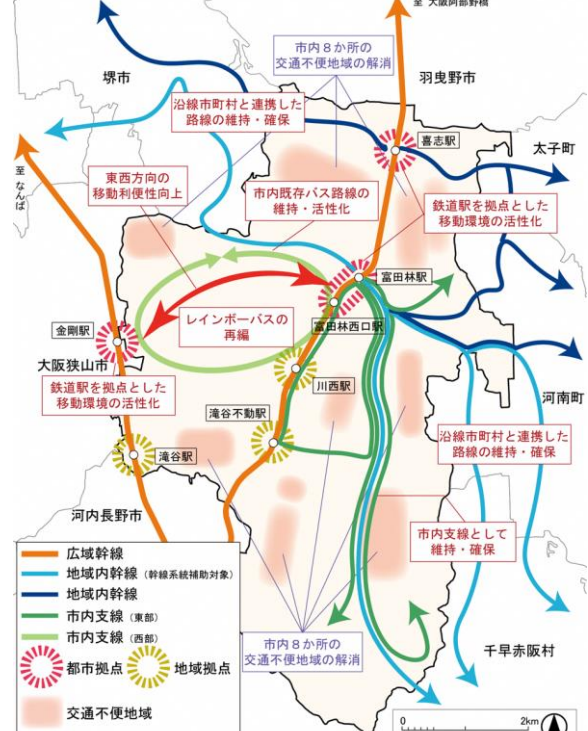 至 大阪阿部野橋
市内8か所の
交通不便地域の解消
堺市
羽曳野市
沿線市町村と連携した
路線の維持・確保
喜志駅
太子町
至 なんば
東西方向の
移動利便性向上
市内既存バス路線の
維持・活性化
鉄道駅を拠点とした
移動環境の活性化
富田林駅
レインボーバスの
再編
富田林西口駅
金剛駅
大阪狭山市
鉄道駅を拠点とした
移動環境の活性化
川西駅
河南町
滝谷不動駅
沿線市町村と連携した
路線の維持・確保
滝谷駅
河内長野市
市内支線として
維持・確保
広域幹線
地域内幹線(幹線系統補助対象)
地域内幹線
市内支線(東部)
市内支線(西部)
都市拠点 地域拠点
交通不便地域
市内8か所の
交通不便地域の解消
千早赤阪村
0 2km